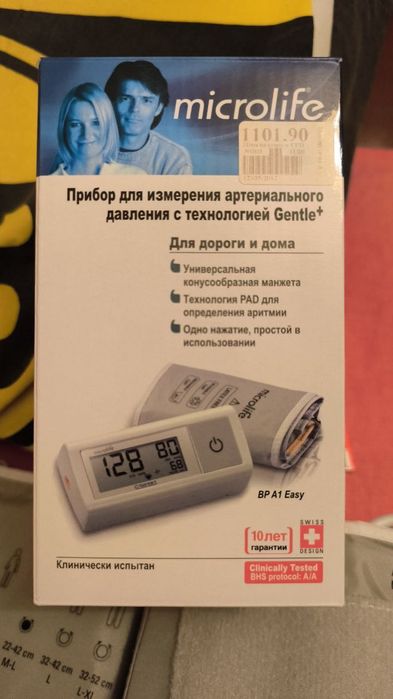 microlife®
1101.90
Прибор для измерения артериального
давления с технологией Gentle+
Для дороги и дома
Универсальная
конусообразная манжета
Технология PAD для
определения аритмии
Одно нажатие, простой в
использовании
microlife
microlife
128 80
68
BP A1 Easy
10 лет
гарантии
SWISS
DESIGN
Клинически испытан
Clinically Tested
BHS protocol: A/A
22-42 cm
M-L
32-42 cm
L
32-52 cm
L-XL